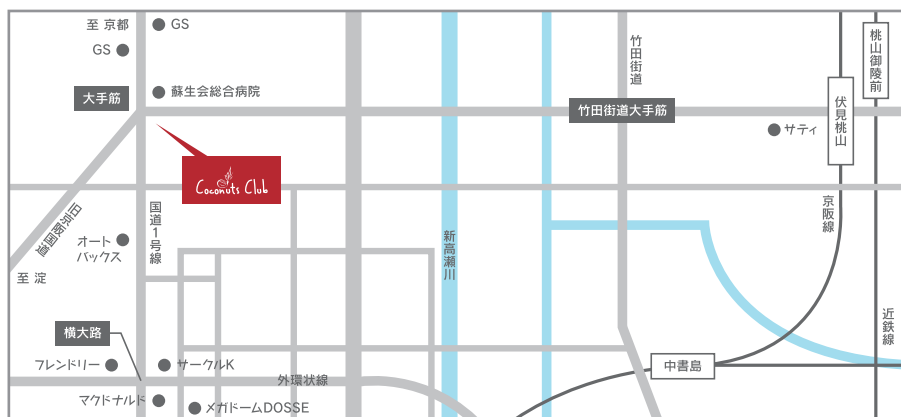 至 京都
GS
GS
蘇生会総合病院
大手筋
竹田街道
竹田街道大手筋
サティ
桃山御陵前
伏見桃山
Coconuts Club
旧京阪国道
国道1号線
オート
バックス
至 淀
新高瀬川
京阪線
近鉄線
横大路
フレンドリー
サークルK
外環状線
中書島
マクドナルド
メガドームDOSSE